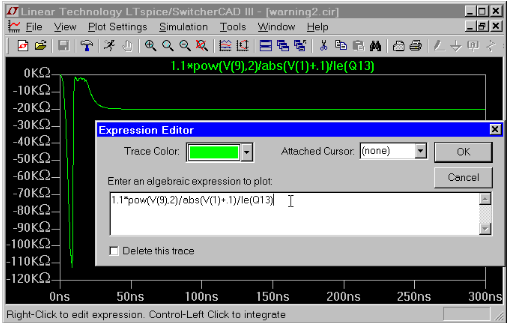 Linear Technology LTspice/SwitcherCAD III - [warning2.cir]
File View Plot Settings Simulation Tools Window Help
1.1*pow(V(9),2)/abs(V(1)+.1)/Ie(Q13)
0KΩ
-10KΩ
-20KΩ
-30KΩ
-40KΩ
-50KΩ
-60KΩ
-70KΩ
-80KΩ
-90KΩ
-100KΩ
-110KΩ
-120KΩ
Expression Editor
Trace Color:
Attached Cursor: (none)
OK
Cancel
Enter an algebraic expression to plot:
1.1*pow(V(9),2)/abs(V(1)+.1)/Ie(Q13)
Delete this trace
0ns 50ns 100ns 150ns 200ns 250ns 300ns
Right-Click to edit expression. Control-Left Click to integrate